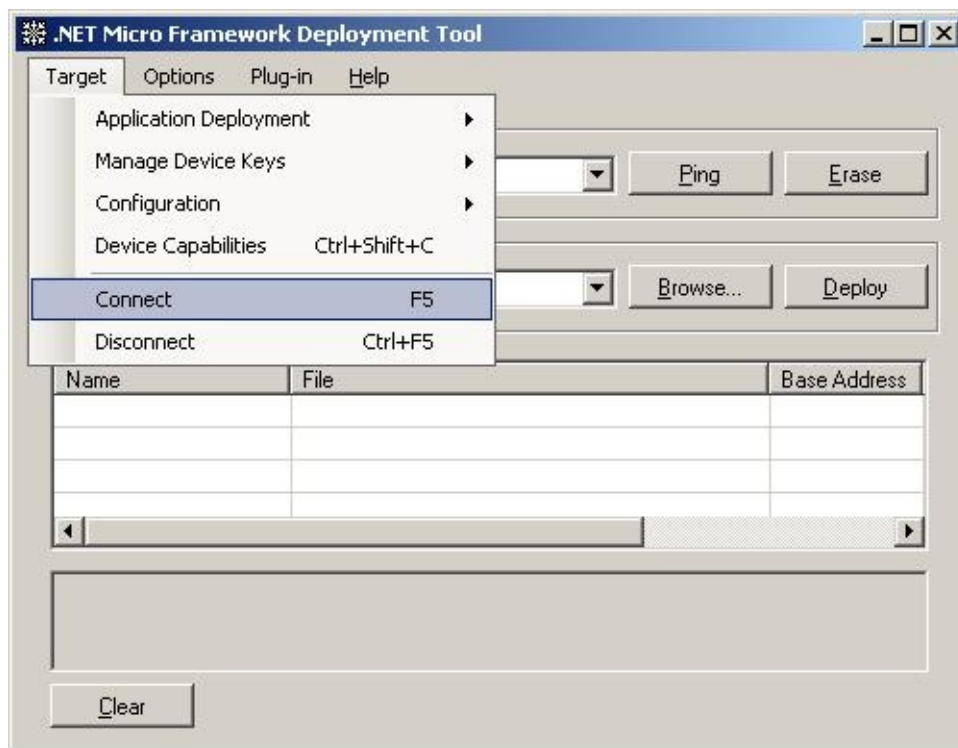 .NET Micro Framework Deployment Tool
Target Options Plug-in Help
Application Deployment
Manage Device Keys
Configuration
Device Capabilities Ctrl+Shift+C
Connect F5
Disconnect Ctrl+F5
Ping Erase
Browse... Deploy
Name File Base Address
Clear